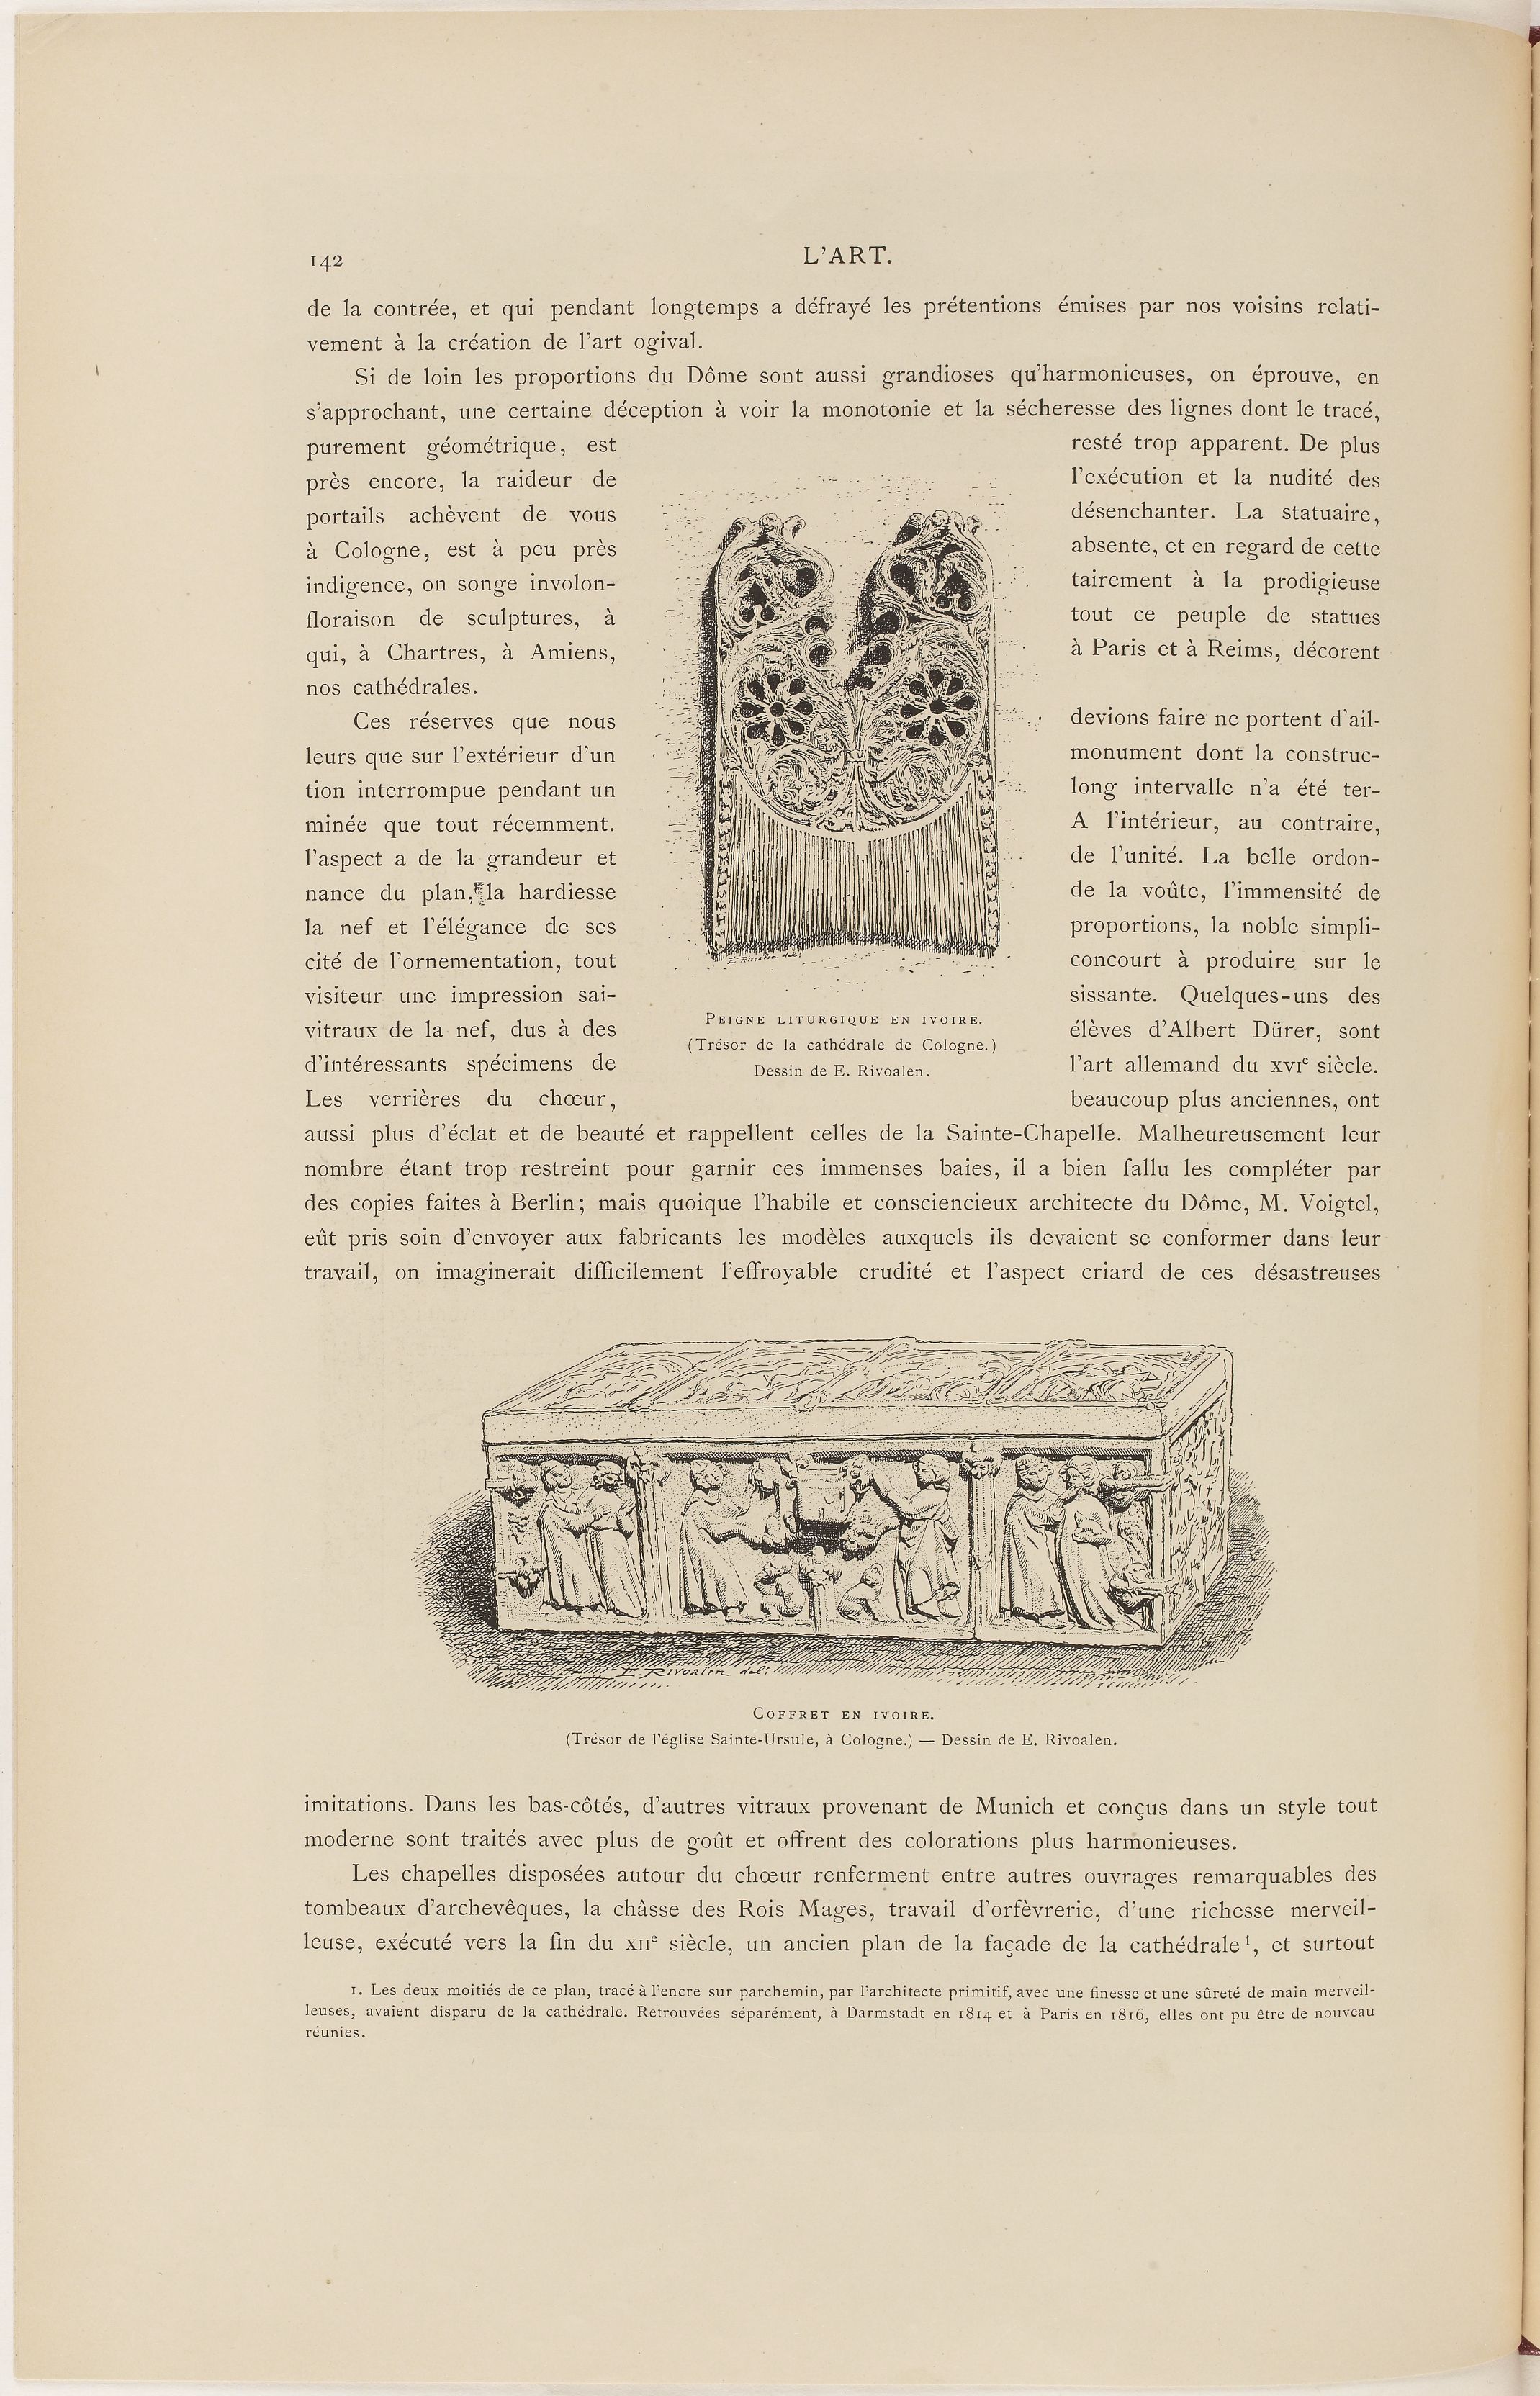 142
L'ART.
de la contrée, et qui pendant longtemps a défrayé les prétentions émises par nos voisins relati-
vement à la création de l'art ogival.
Si de loin les proportions du Dôme sont aussi grandioses qu'harmonieuses, on éprouve, en
s'approchant, une certaine déception à voir la monotonie et la sécheresse des lignes dont le tracé,
purement géométrique, est resté trop apparent. De plus
près encore, la raideur de l'exécution et la nudité des
portails achèvent de vous désenchanter. La statuaire,
à Cologne, est à peu près absente, et en regard de cette
indigence, on songe involon- tairement à la prodigieuse
floraison de sculptures, à tout ce peuple de statues
qui, à Chartres, à Amiens, à Paris et à Reims, décorent
nos cathédrales.
Ces réserves que nous devions faire ne portent d'ail-
leurs que sur l'extérieur d'un monument dont la construc-
tion interrompue pendant un long intervalle n'a été ter-
minée que tout récemment. A l'intérieur, au contraire,
l'aspect a de la grandeur et de l'unité. La belle ordon-
nance du plan, la hardiesse de la voûte, l'immensité de
la nef et l'élégance de ses proportions, la noble simpli-
cité de l'ornementation, tout concourt à produire sur le
visiteur une impression sai- sissante. Quelques-uns des
vitraux de la nef, dus à des élèves d'Albert Dürer, sont
d'intéressants spécimens de l'art allemand du XVIe siècle.
Les verrières du chœur, beaucoup plus anciennes, ont
E. Rivoalen del.
PEIGNE LITURGIQUE EN IVOIRE.
(Trésor de la cathédrale de Cologne.)
Dessin de E. Rivoalen.
aussi plus d'éclat et de beauté et rappellent celles de la Sainte-Chapelle. Malheureusement leur
nombre étant trop restreint pour garnir ces immenses baies, il a bien fallu les compléter par
des copies faites à Berlin; mais quoique l'habile et consciencieux architecte du Dôme, M. Voigtel,
eût pris soin d'envoyer aux fabricants les modèles auxquels ils devaient se conformer dans leur
travail, on imaginerait difficilement l'effroyable crudité et l'aspect criard de ces désastreuses
E. Rivoalen del.
COFFRET EN IVOIRE.
(Trésor de l'église Sainte-Ursule, à Cologne.) — Dessin de E. Rivoalen.
imitations. Dans les bas-côtés, d'autres vitraux provenant de Munich et conçus dans un style tout
moderne sont traités avec plus de goût et offrent des colorations plus harmonieuses.
Les chapelles disposées autour du chœur renferment entre autres ouvrages remarquables des
tombeaux d'archevêques, la châsse des Rois Mages, travail d'orfèvrerie, d'une richesse merveil-
leuse, exécuté vers la fin du XIIe siècle, un ancien plan de la façade de la cathédrale¹, et surtout
1. Les deux moitiés de ce plan, tracé à l'encre sur parchemin, par l'architecte primitif, avec une finesse et une sûreté de main merveil-
leuses, avaient disparu de la cathédrale. Retrouvées séparément, à Darmstadt en 1814 et à Paris en 1816, elles ont pu être de nouveau
réunies.